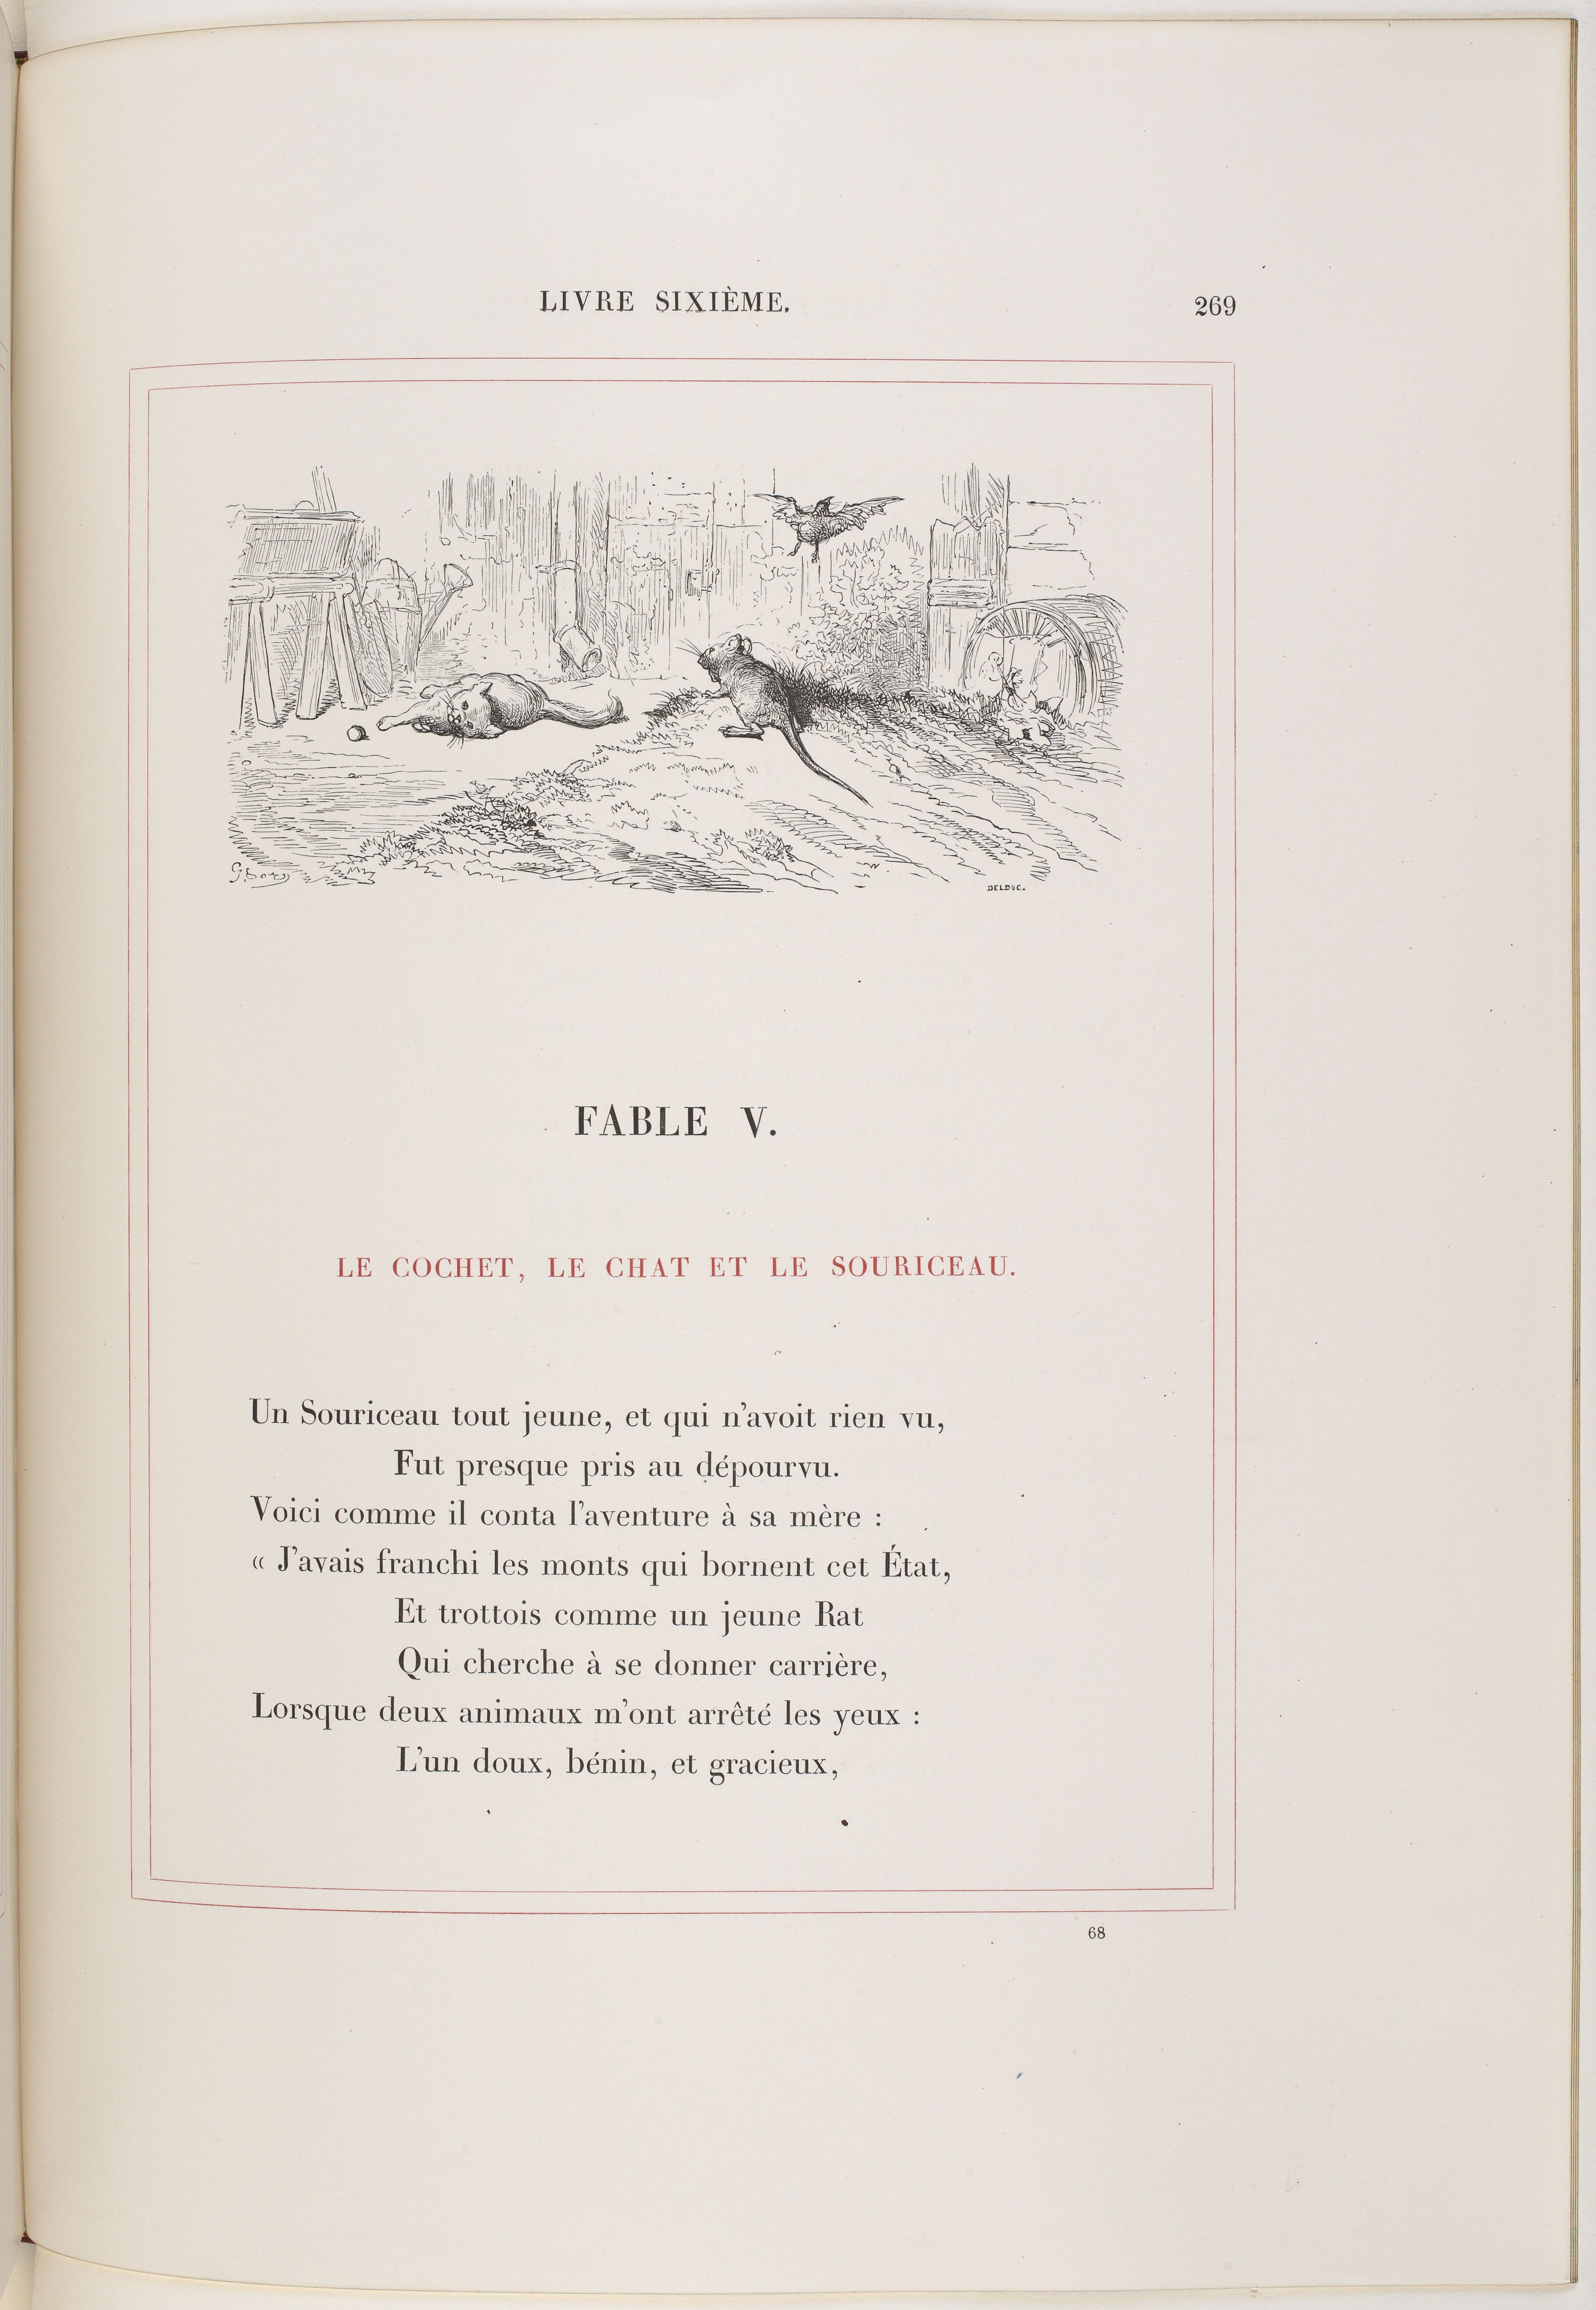 LIVRE SIXIÈME.
269
G. Doré
DELDUC.
FABLE V.
LE COCHET, LE CHAT ET LE SOURICEAU.
Un Souriceau tout jeune, et qui n'avoit rien vu,
Fut presque pris au dépourvu.
Voici comme il conta l'aventure à sa mère :
« J'avais franchi les monts qui bornent cet État,
Et trottois comme un jeune Rat
Qui cherche à se donner carrière,
Lorsque deux animaux m'ont arrêté les yeux :
L'un doux, bénin, et gracieux,
68